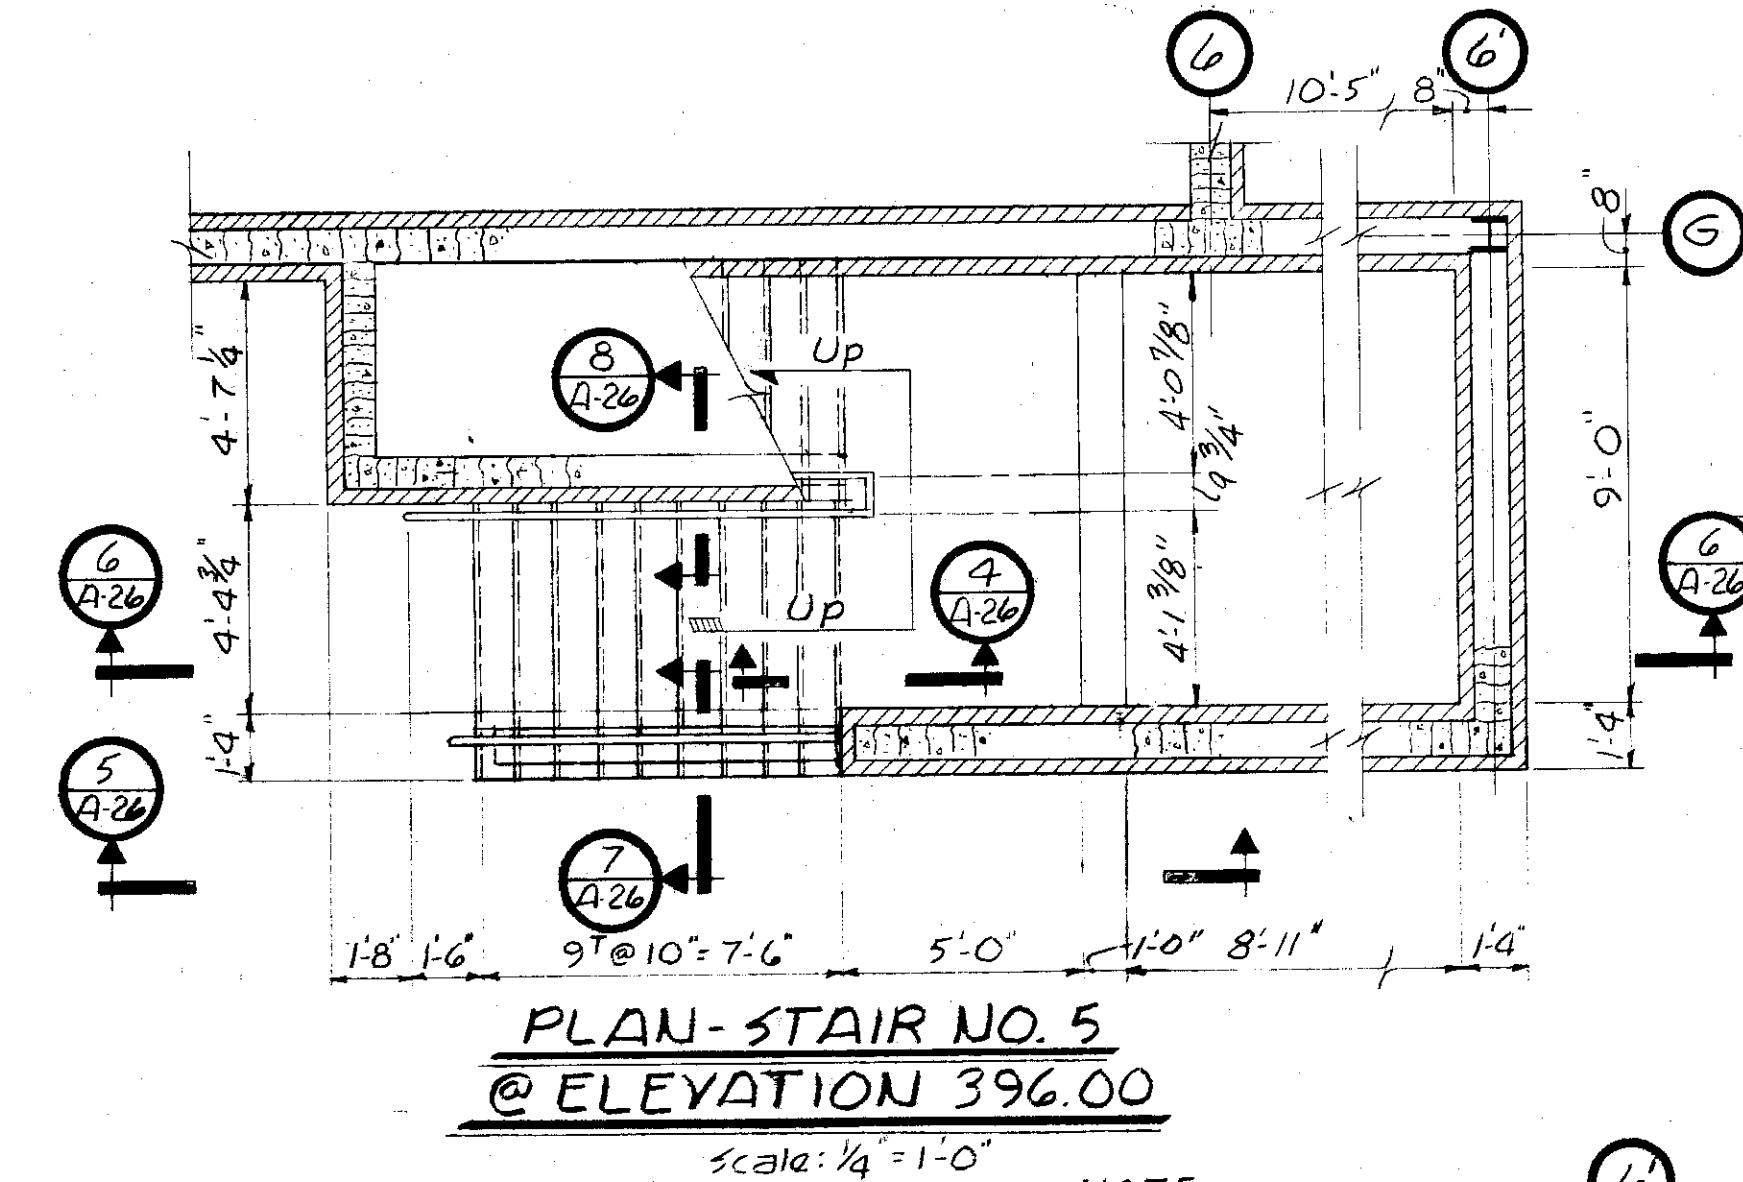 6
6'
10'-5"
8"
8"
G
4'-7 1/4"
8
A-26
Up
4'-0 7/8"
9 3/4"
9'-0"
6
A-26
4'-4 3/4"
Up
4
A-26
4'-1 3/8"
6
A-26
1'-4"
1'-4"
5
A-26
7
A-26
1'-8" 1'-6" 9T @ 10" = 7'-6" 5'-0" 1'-0" 8'-11" 1'-4"
PLAN - STAIR NO. 5
@ ELEVATION 396.00
Scale: 1/4" = 1'-0"